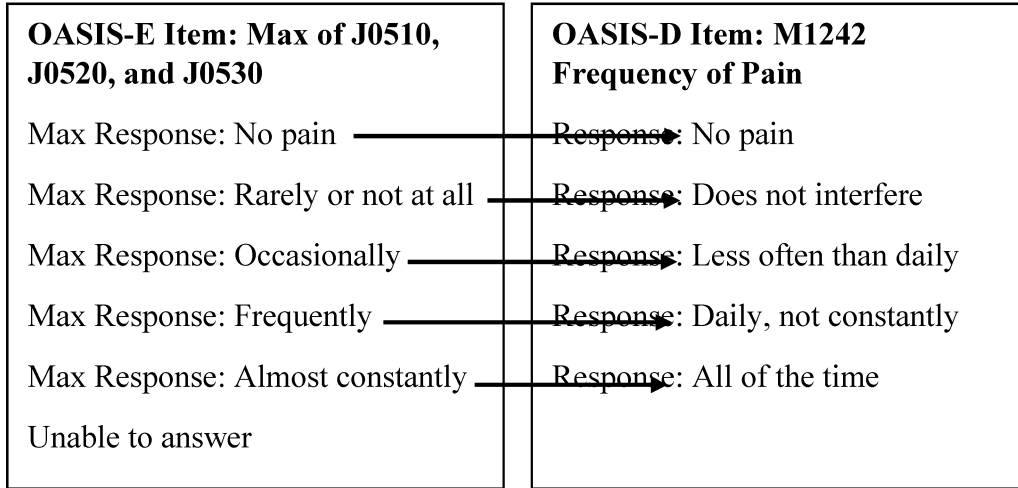 OASIS-E Item: Max of J0510,
J0520, and J0530
Max Response: No pain
Max Response: Rarely or not at all
Max Response: Occasionally
Max Response: Frequently
Max Response: Almost constantly
Unable to answer
OASIS-D Item: M1242
Frequency of Pain
Response: No pain
Response: Does not interfere
Response: Less often than daily
Response: Daily, not constantly
Response: All of the time